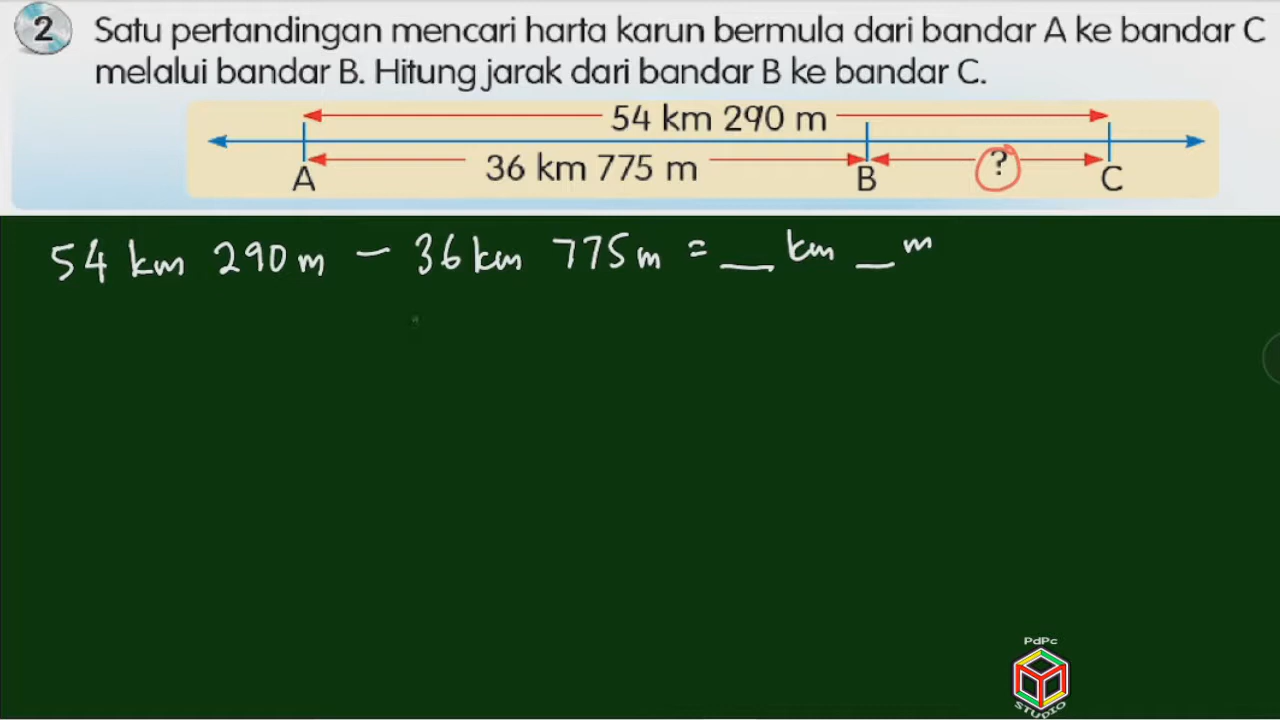 2 Satu pertandingan mencari harta karun bermula dari bandar A ke bandar C
melalui bandar B. Hitung jarak dari bandar B ke bandar C.
54 km 290 m
36 km 775 m ?
A B C
54 km 290 m - 36 km 775 m = __ km __ m
PdPc
STUDIO